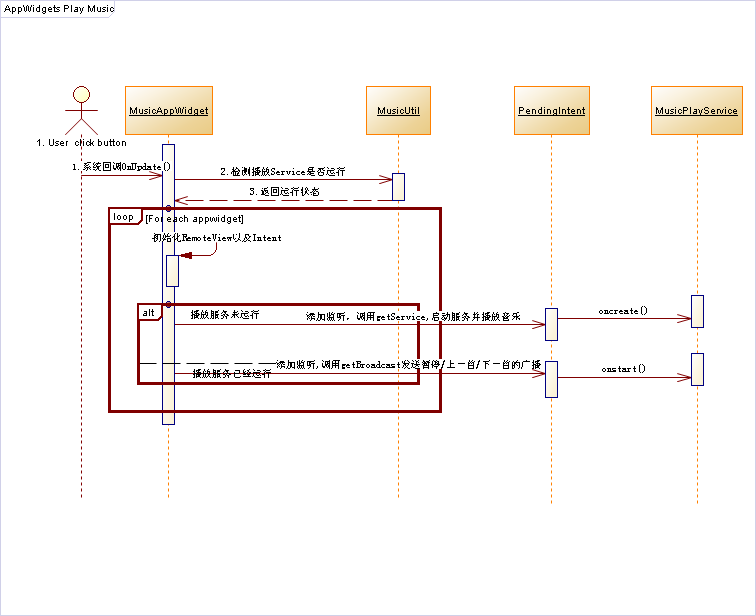 AppWidgets Play Music
MusicAppWidget
MusicUtil
PendingIntent
MusicPlayService
1. User click button
1.系统回调OnUpdate()
2.检测播放Service是否运行
3.返回运行状态
loop
[For each appwidget]
初始化RemoteView以及Intent
alt
播放服务未运行
添加监听，调用getService,启动服务并播放音乐
oncreate()
添加监听,调用getBroadcast发送暂停/上一首/下一首的广播
播放服务已经运行
onstart()